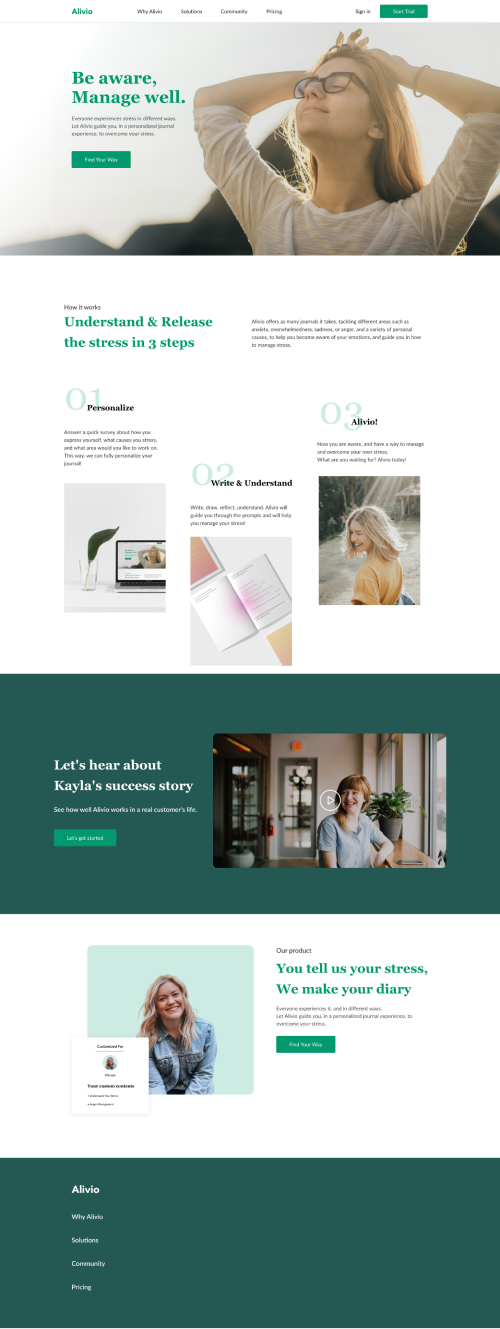 Alivio
Why Alivio
Solutions
Community
Pricing
Sign in
Start Trial
Be aware,
Manage well.
Everyone experiences stress in different ways.
Let Alivio guide you, in a personalized journal
experience, to overcome your stress.
Find Your Way
How it works
Understand & Release
the stress in 3 steps
Alivio offers as many journals it takes, tackling different areas such as
anxiety, overwhelmedness, sadness, or anger, and a variety of personal
causes, to help you become aware of your emotions, and guide you in how
to manage stress.
01
Personalize
Answer a quick survey about how you
express yourself, what causes you stress,
and what area would you like to work on.
This way, we can fully personalize your
journal!
02
Write & Understand
Write, draw, reflect, understand, Alivio will
guide you through the prompts and will help
you manage your stress!
03
Alivio!
Now you are aware, and have a way to manage
and overcome your own stress.
What are you waiting for? Alivio today!
Let's hear about
Kayla's success story
See how well Alivio works in a real customer's life.
Let's get started
Customized For
Your custom contents
Our product
You tell us your stress,
We make your diary
Everyone experiences it, and in different ways.
Let Alivio guide you, in a personalized journal experience, to
overcome your stress.
Find Your Way
Alivio
Why Alivio
Solutions
Community
Pricing